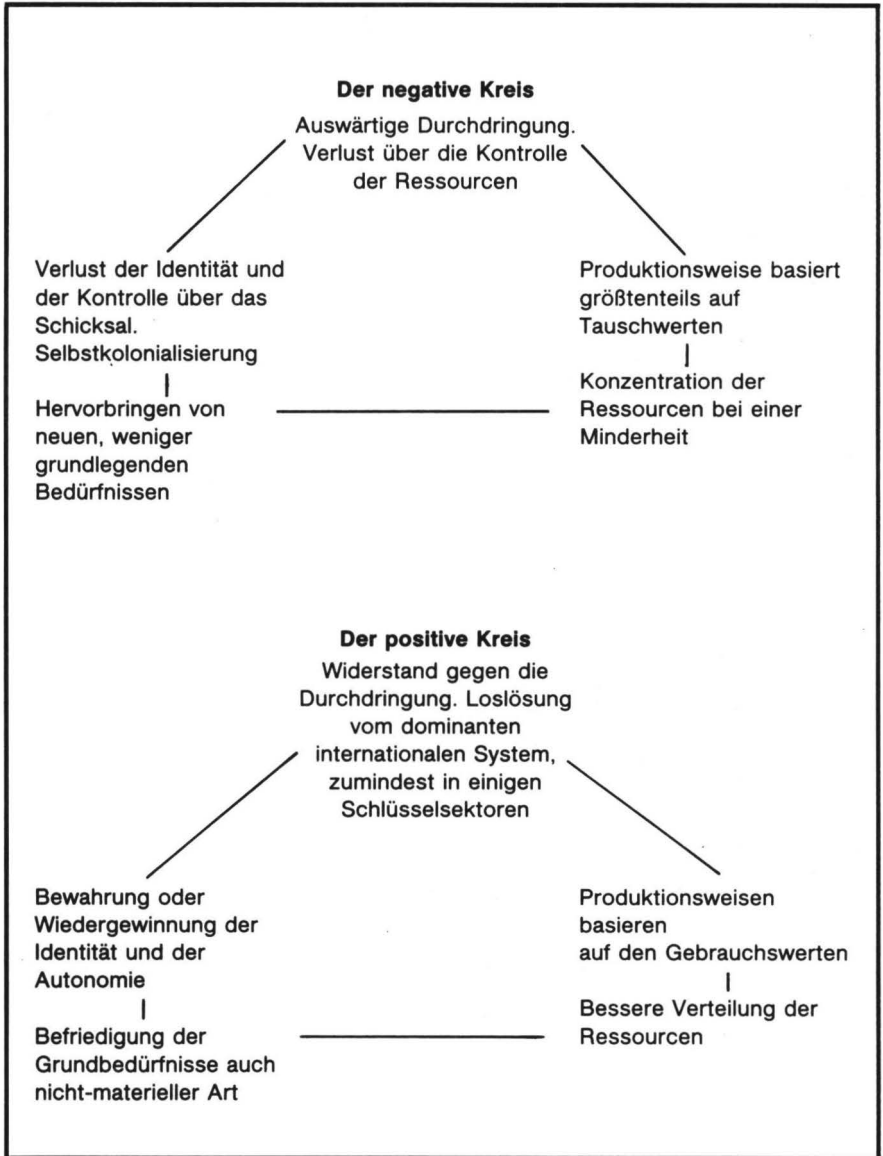 Der negative Kreis
Auswärtige Durchdringung.
Verlust über die Kontrolle
der Ressourcen
Verlust der Identität und
der Kontrolle über das
Schicksal.
Selbstkolonialisierung
Hervorbringen von
neuen, weniger
grundlegenden
Bedürfnissen
Produktionsweise basiert
größtenteils auf
Tauschwerten
Konzentration der
Ressourcen bei einer
Minderheit
Der positive Kreis
Widerstand gegen die
Durchdringung. Loslösung
vom dominanten
internationalen System,
zumindest in einigen
Schlüsselsektoren
Bewahrung oder
Wiedergewinnung der
Identität und der
Autonomie
Befriedigung der
Grundbedürfnisse auch
nicht-materieller Art
Produktionsweisen
basieren
auf den Gebrauchswerten
Bessere Verteilung der
Ressourcen